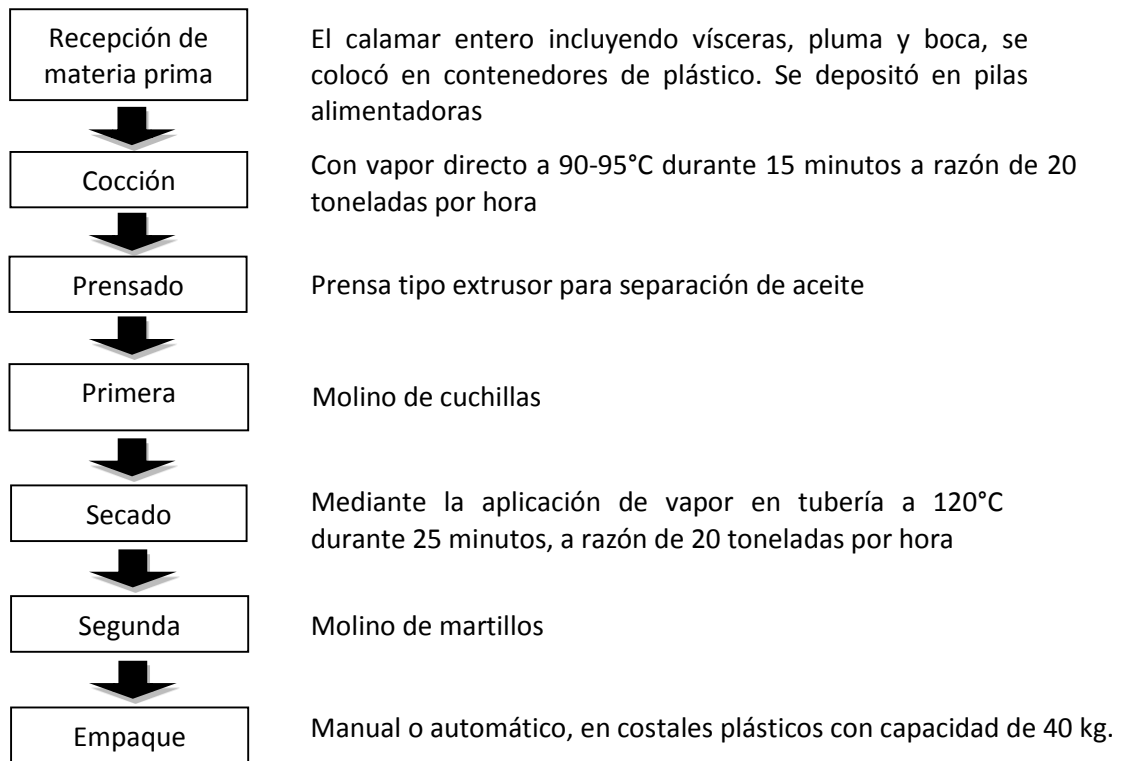 Recepción de
materia prima
El calamar entero incluyendo vísceras, pluma y boca, se
colocó en contenedores de plástico. Se depositó en pilas
alimentadoras
Cocción
Con vapor directo a 90-95°C durante 15 minutos a razón de 20
toneladas por hora
Prensado
Prensa tipo extrusor para separación de aceite
Primera
Molino de cuchillas
Secado
Mediante la aplicación de vapor en tubería a 120°C
durante 25 minutos, a razón de 20 toneladas por hora
Segunda
Molino de martillos
Empaque
Manual o automático, en costales plásticos con capacidad de 40 kg.